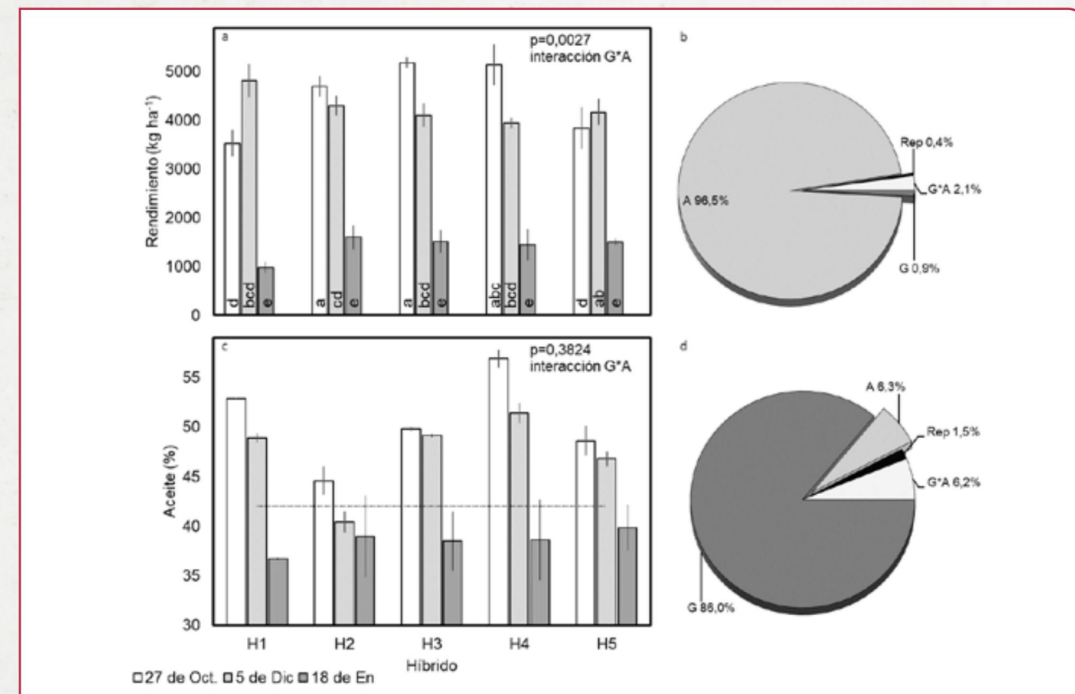 a
p=0,0027
interacción G*A
Rendimiento (kg ha-1)
5000
4000
3000
2000
1000
0
d
bcd
e
a
cd
e
a
bcd
e
abc
bcd
e
d
ab
e
b
Rep 0,4%
G*A 2,1%
A 96,5%
G 0,9%
c
p=0,3824
interacción G*A
Aceite (%)
55
50
45
40
35
30
H1
H2
H3
H4
H5
Híbrido
27 de Oct. 5 de Dic 18 de En
d
A 6,3%
Rep 1,5%
G*A 6,2%
G 86,0%